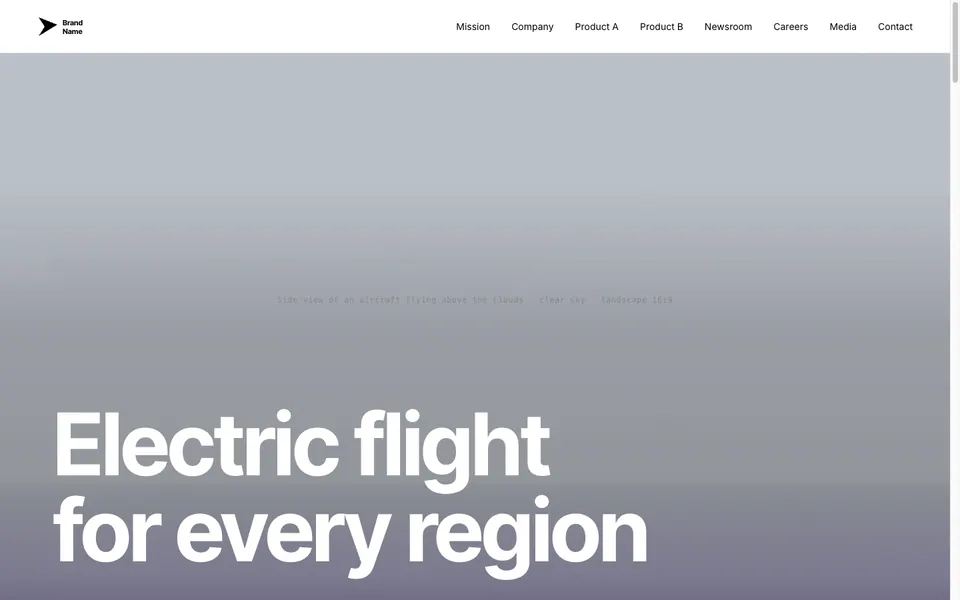 Brand
Name
Mission
Company
Product A
Product B
Newsroom
Careers
Media
Contact
Side view of an aircraft flying above the clouds clear sky landscape 16:9
Electric flight
for every region